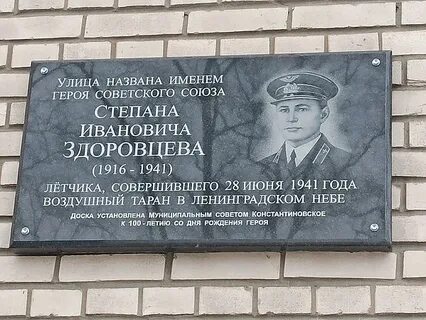 УЛИЦА НАЗВАНА ИМЕНЕМ
ГЕРОЯ СОВЕТСКОГО СОЮЗА
СТЕПАНА
ИВАНОВИЧА
ЗДОРОВЦЕВА
(1916 - 1941)
ЛЁТЧИКА, СОВЕРШИВШЕГО 28 ИЮНЯ 1941 ГОДА
ВОЗДУШНЫЙ ТАРАН В ЛЕНИНГРАДСКОМ НЕБЕ
ДОСКА УСТАНОВЛЕНА МУНИЦИПАЛЬНЫМ СОВЕТОМ КОНСТАНТИНОВСКОЕ
К 100-ЛЕТИЮ СО ДНЯ РОЖДЕНИЯ ГЕРОЯ